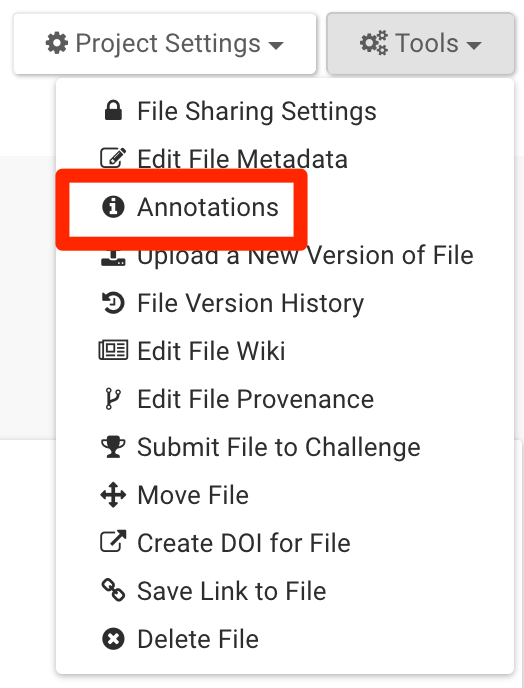 Project Settings
Tools
File Sharing Settings
Edit File Metadata
Annotations
Upload a New Version of File
File Version History
Edit File Wiki
Edit File Provenance
Submit File to Challenge
Move File
Create DOI for File
Save Link to File
Delete File